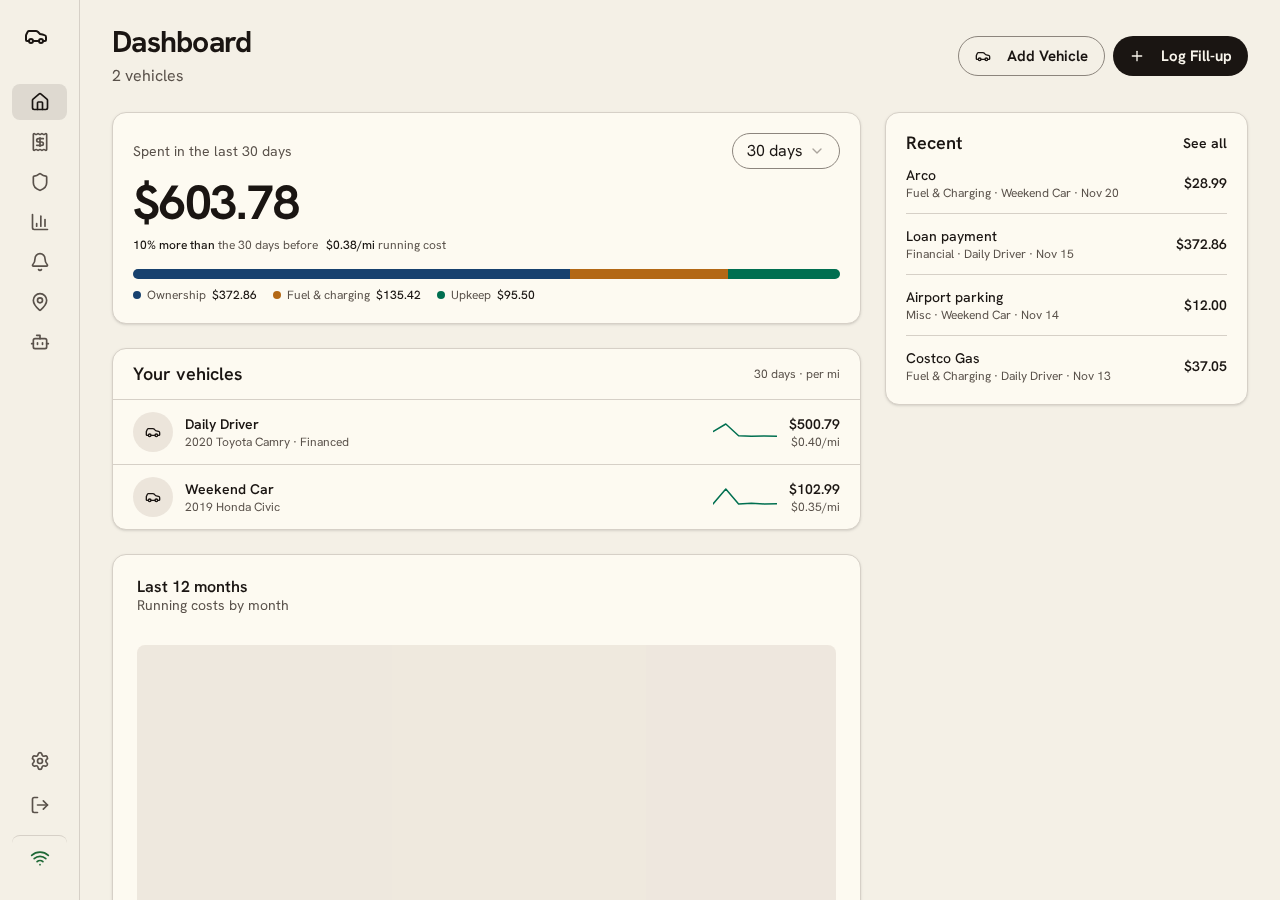 Dashboard
2 vehicles
Add Vehicle
Log Fill-up
Spent in the last 30 days
30 days
$603.78
10% more than the 30 days before $0.38/mi running cost
Ownership $372.86 Fuel & charging $135.42 Upkeep $95.50
Your vehicles
30 days · per mi
Daily Driver
2020 Toyota Camry · Financed
$500.79
$0.40/mi
Weekend Car
2019 Honda Civic
$102.99
$0.35/mi
Last 12 months
Running costs by month
Recent
See all
Arco
Fuel & Charging · Weekend Car · Nov 20
$28.99
Loan payment
Financial · Daily Driver · Nov 15
$372.86
Airport parking
Misc · Weekend Car · Nov 14
$12.00
Costco Gas
Fuel & Charging · Daily Driver · Nov 13
$37.05